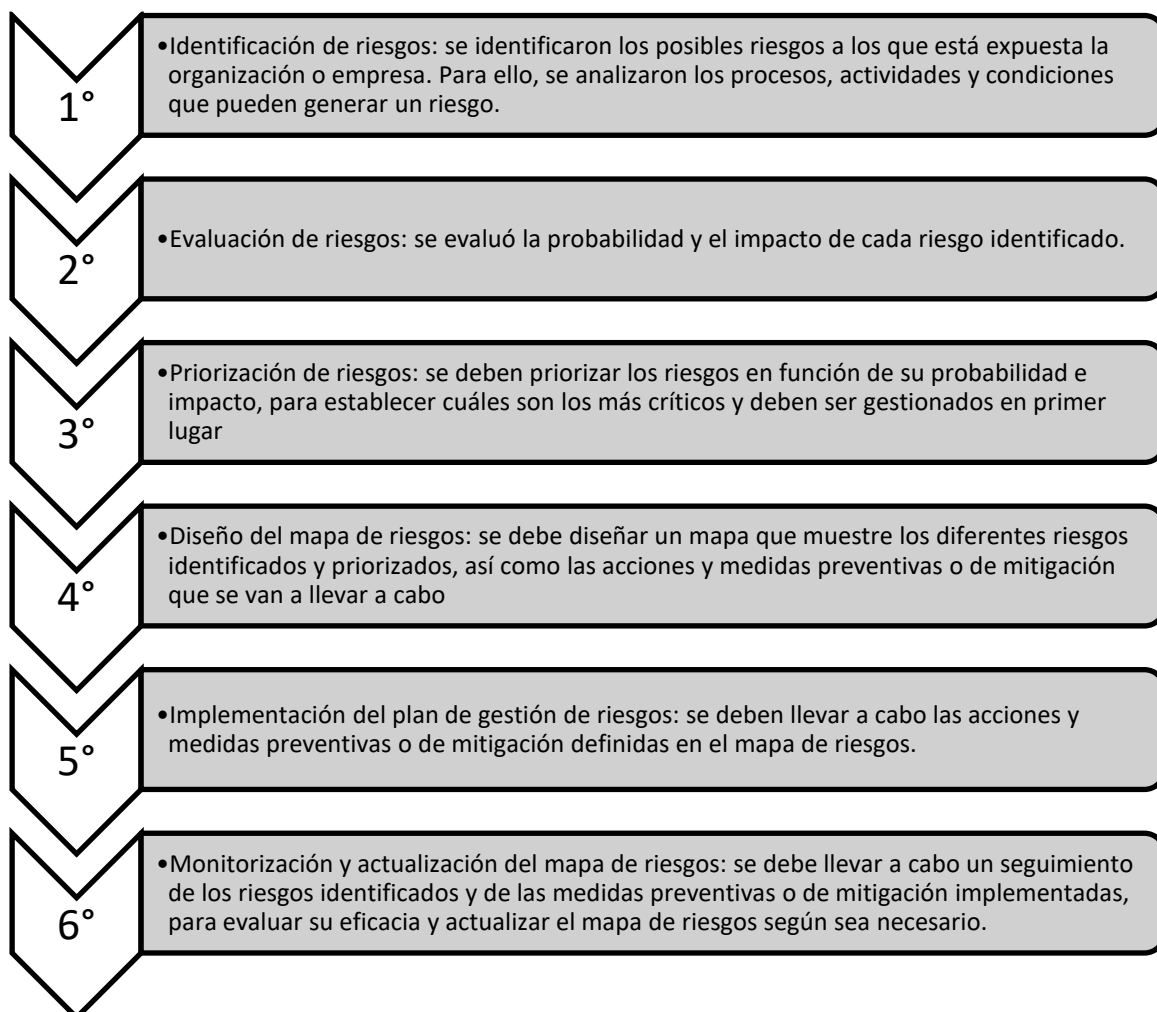 1°
•Identificación de riesgos: se identificaron los posibles riesgos a los que está expuesta la
organización o empresa. Para ello, se analizaron los procesos, actividades y condiciones
que pueden generar un riesgo.
2°
•Evaluación de riesgos: se evaluó la probabilidad y el impacto de cada riesgo identificado.
3°
•Priorización de riesgos: se deben priorizar los riesgos en función de su probabilidad e
impacto, para establecer cuáles son los más críticos y deben ser gestionados en primer
lugar
4°
•Diseño del mapa de riesgos: se debe diseñar un mapa que muestre los diferentes riesgos
identificados y priorizados, así como las acciones y medidas preventivas o de mitigación
que se van a llevar a cabo
5°
•Implementación del plan de gestión de riesgos: se deben llevar a cabo las acciones y
medidas preventivas o de mitigación definidas en el mapa de riesgos.
6°
•Monitorización y actualización del mapa de riesgos: se debe llevar a cabo un seguimiento
de los riesgos identificados y de las medidas preventivas o de mitigación implementadas,
para evaluar su eficacia y actualizar el mapa de riesgos según sea necesario.